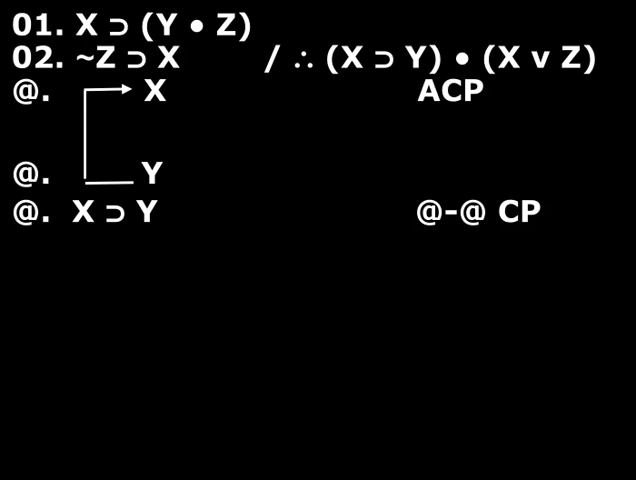 01. X ⊃ (Y • Z)
02. ~Z ⊃ X / ∴ (X ⊃ Y) • (X v Z)
@. X ACP
@. Y
@. X ⊃ Y @-@ CP